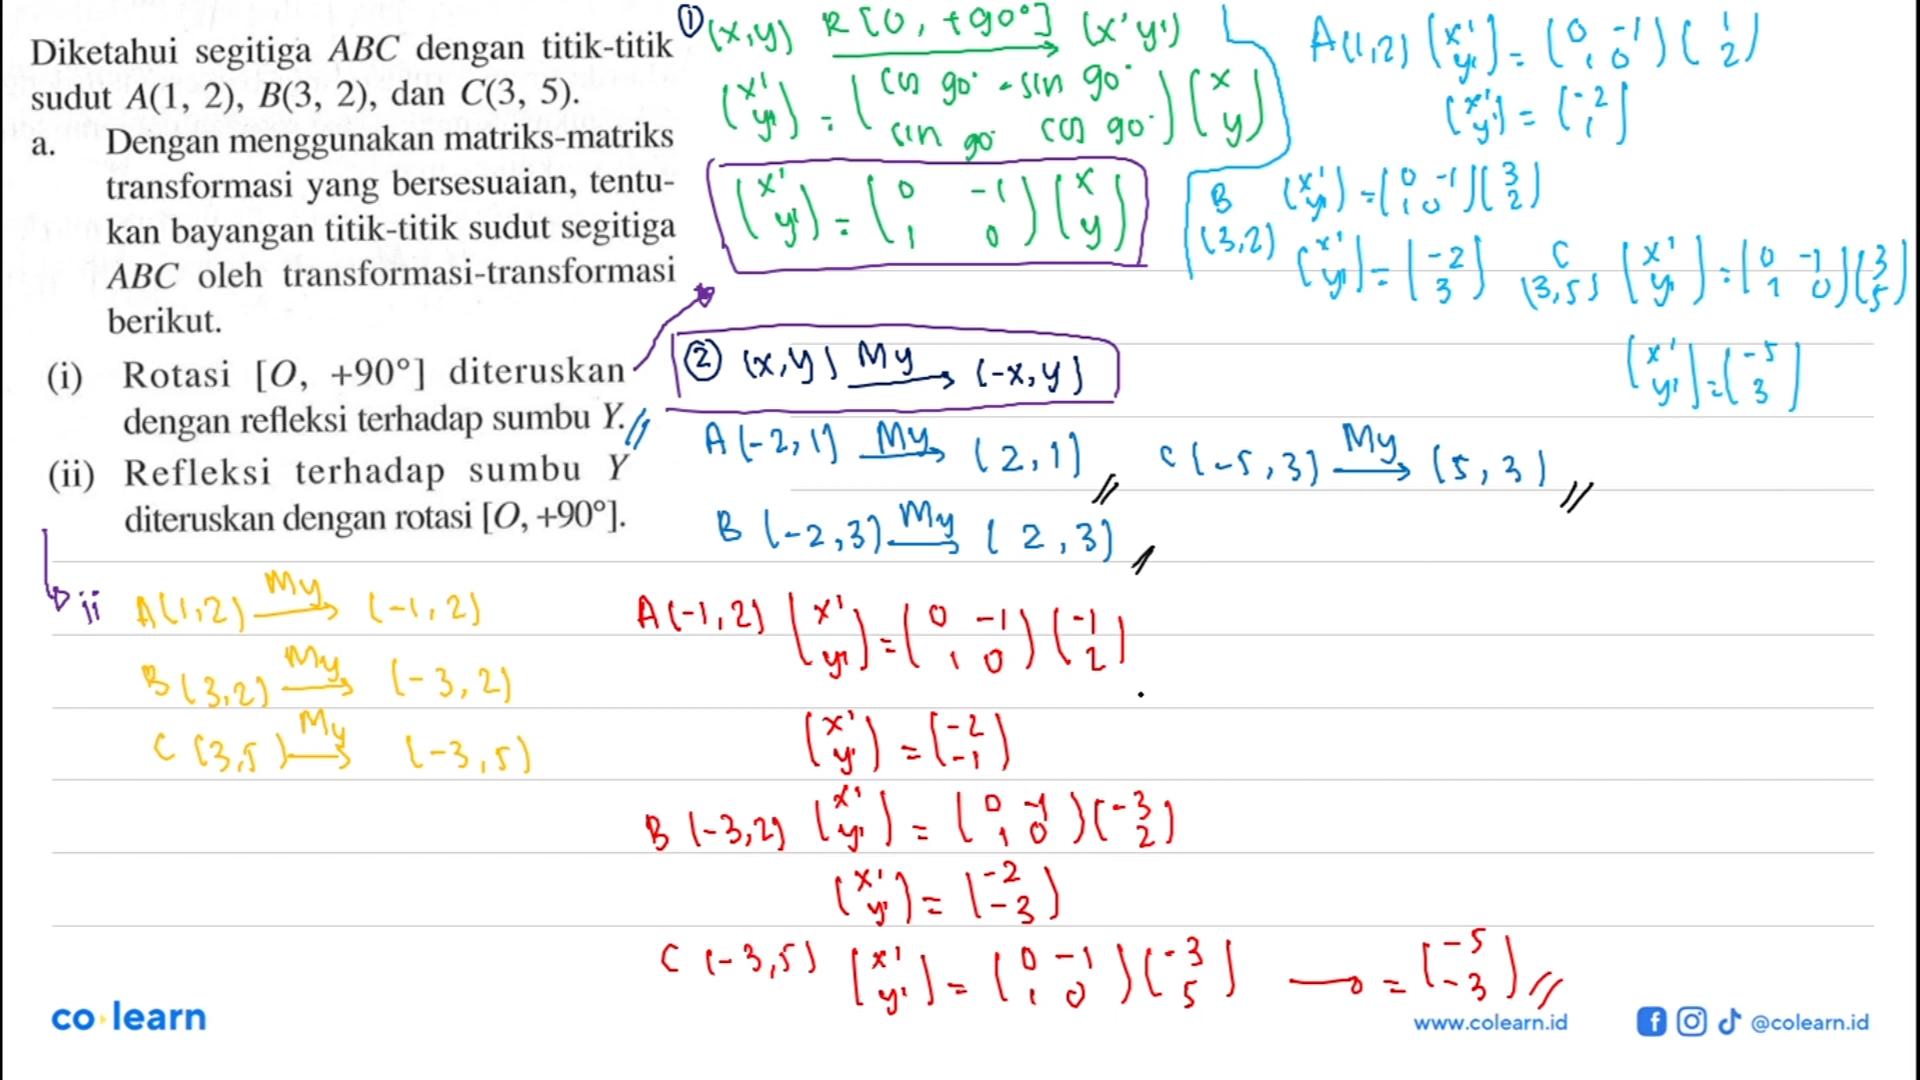 Diketahui segitiga ABC dengan titik-titik
sudut A(1, 2), B(3, 2), dan C(3, 5).
a. Dengan menggunakan matriks-matriks
transformasi yang bersesuaian, tentu-
kan bayangan titik-titik sudut segitiga
ABC oleh transformasi-transformasi
berikut.
(i) Rotasi [O, +90°] diteruskan
dengan refleksi terhadap sumbu Y.
(ii) Refleksi terhadap sumbu Y
diteruskan dengan rotasi [O, +90°].
① (x,y) R[O, +90°] → (x'y')
(x' y') = (cos 90° -sin 90° sin 90° cos 90°)(x y)
(x' y') = (0 -1 1 0)(x y)
A(1,2) (x' y') = (0 -1 1 0)(1 2)
(x' y') = (-2 1)
B (3,2) (x' y') = (0 -1 1 0)(3 2)
(x' y') = (-2 3)
C (3,5) (x' y') = (0 -1 1 0)(3 5)
(x' y') = (-5 3)
② (x,y) My → (-x,y)
A(-2,1) My → (2,1)
B(-2,3) My → (2,3)
C(-5,3) My → (5,3)
ii A(1,2) My → (-1,2)
B(3,2) My → (-3,2)
C(3,5) My → (-3,5)
A(-1,2) (x' y') = (0 -1 1 0)(-1 2)
(x' y') = (-2 -1)
B(-3,2) (x' y') = (0 -1 1 0)(-3 2)
(x' y') = (-2 -3)
C(-3,5) (x' y') = (0 -1 1 0)(-3 5) → = (-5 -3)
co learn
www.colearn.id @colearn.id